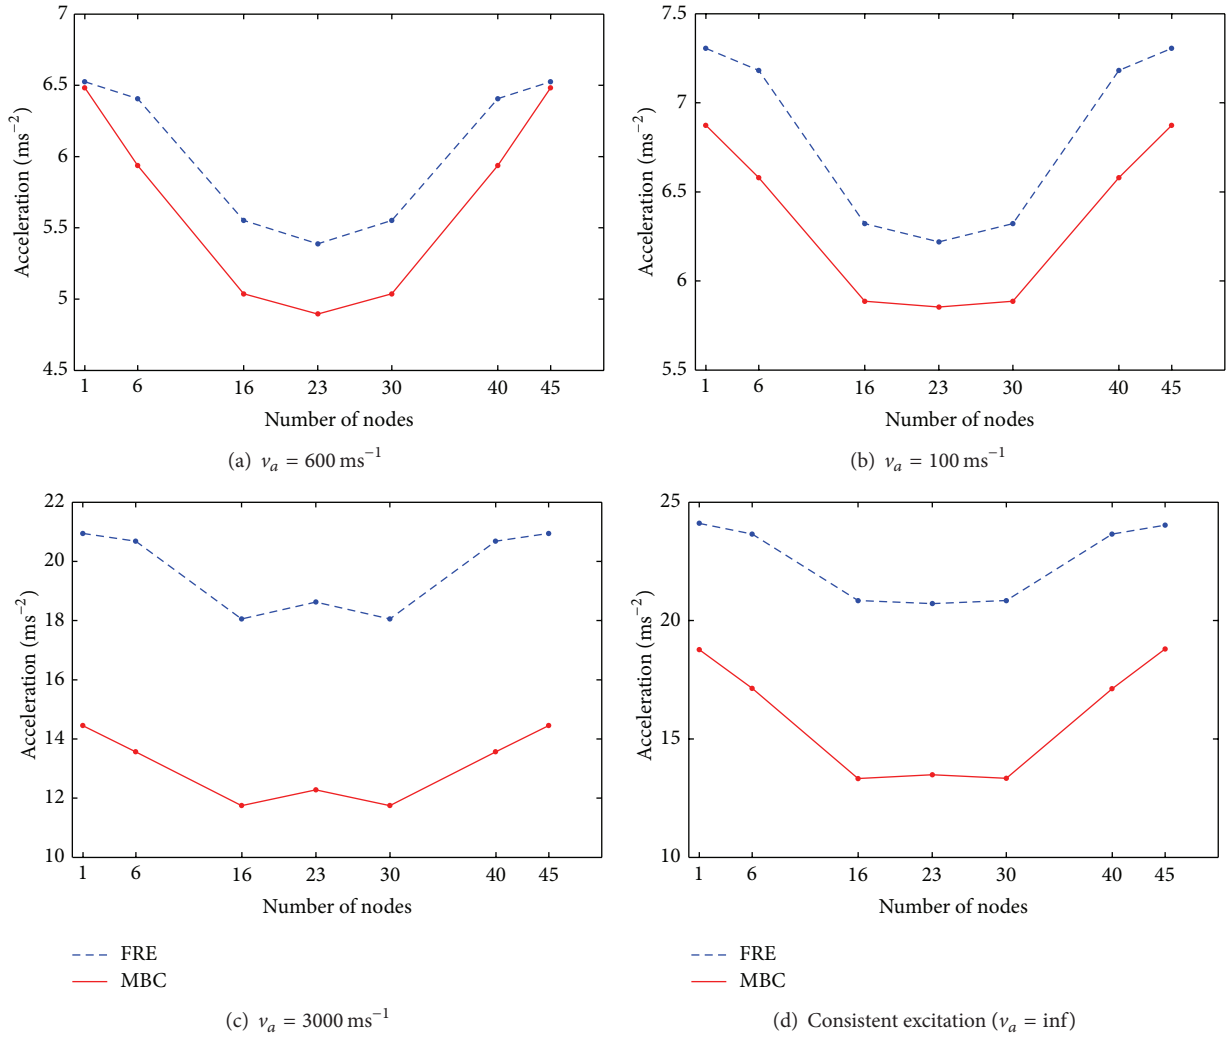 7
6.5
6
5.5
5
4.5
Acceleration (ms⁻²)
1 6 16 23 30 40 45
Number of nodes
(a) vₐ = 600 ms⁻¹
7.5
7
6.5
6
5.5
Acceleration (ms⁻²)
1 6 16 23 30 40 45
Number of nodes
(b) vₐ = 100 ms⁻¹
22
20
18
16
14
12
10
Acceleration (ms⁻²)
1 6 16 23 30 40 45
Number of nodes
FRE
MBC
(c) vₐ = 3000 ms⁻¹
25
20
15
10
Acceleration (ms⁻²)
1 6 16 23 30 40 45
Number of nodes
FRE
MBC
(d) Consistent excitation (vₐ = inf)